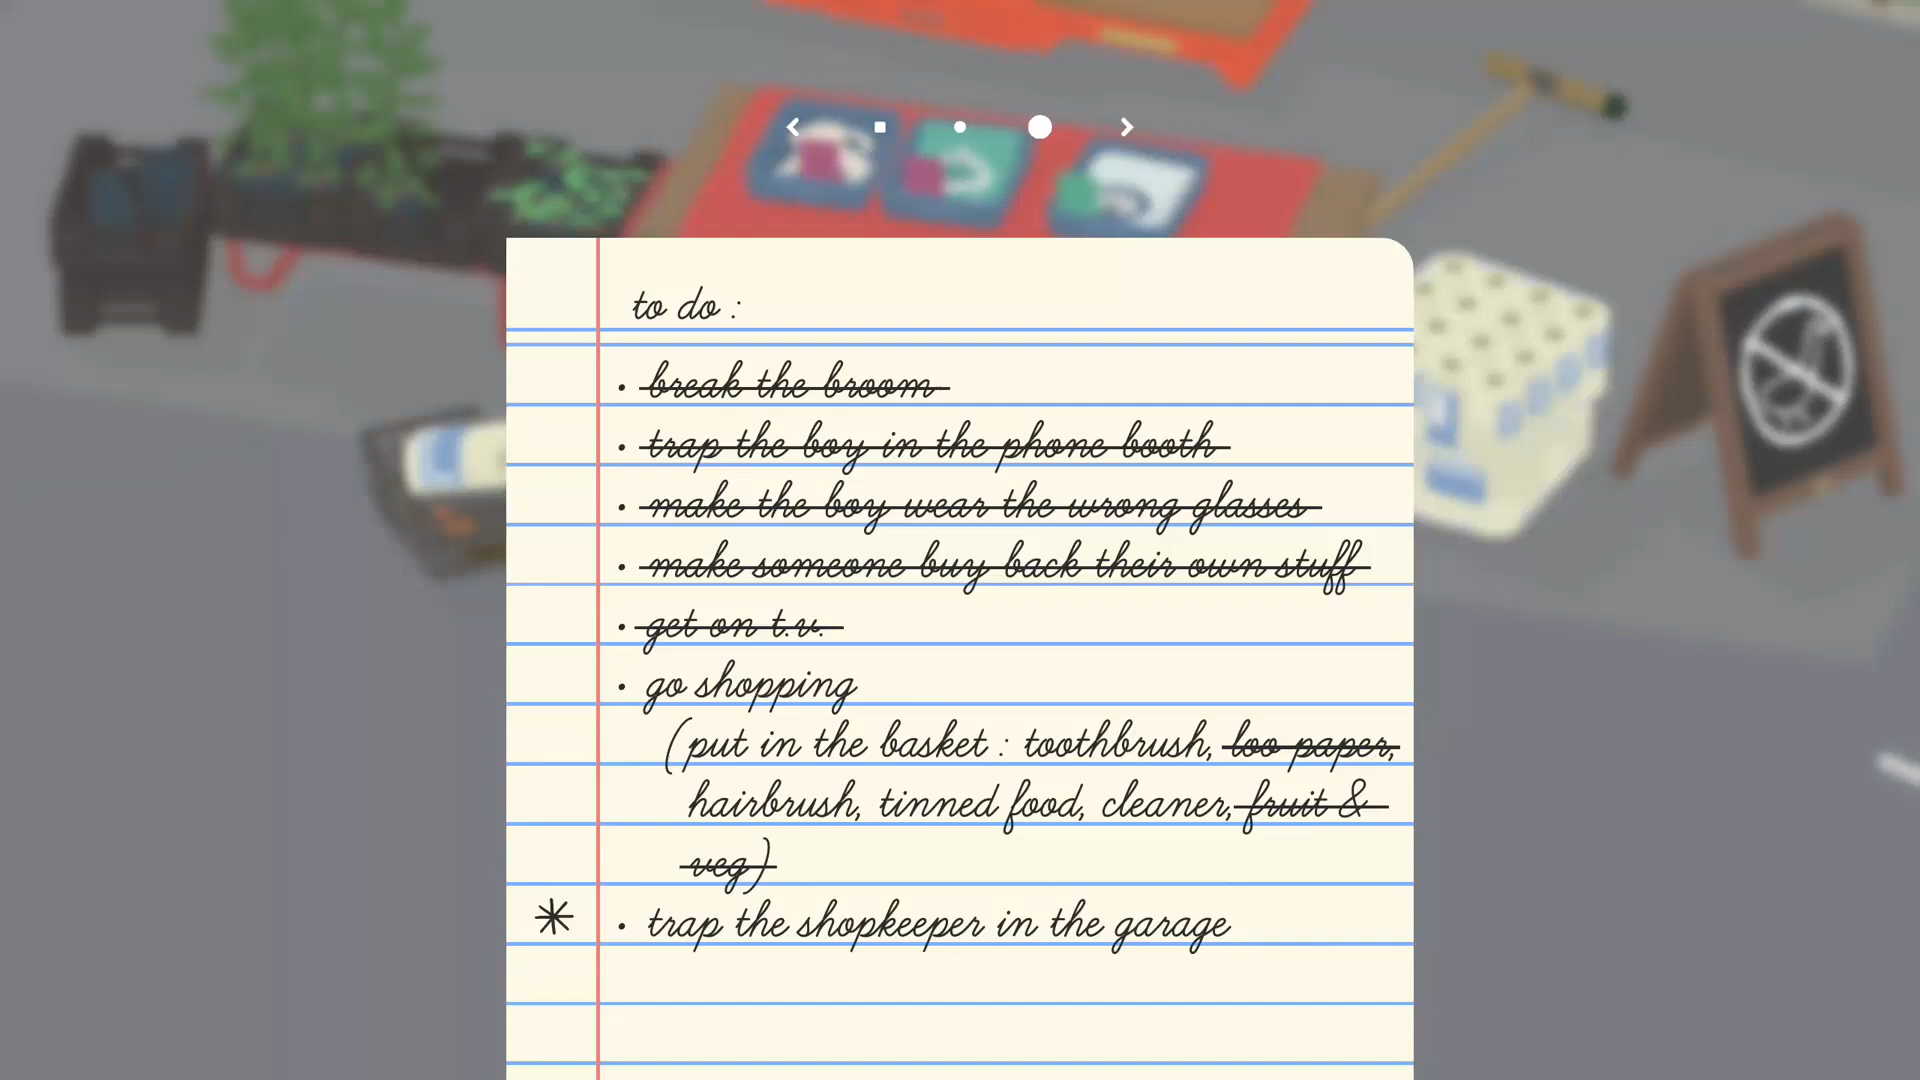 to do :
• break the broom
• trap the boy in the phone booth
• make the boy wear the wrong glasses
• make someone buy back their own stuff
• get on t.v.
• go shopping
(put in the basket : toothbrush, loo paper,
hairbrush, tinned food, cleaner, fruit &
veg)
• trap the shopkeeper in the garage